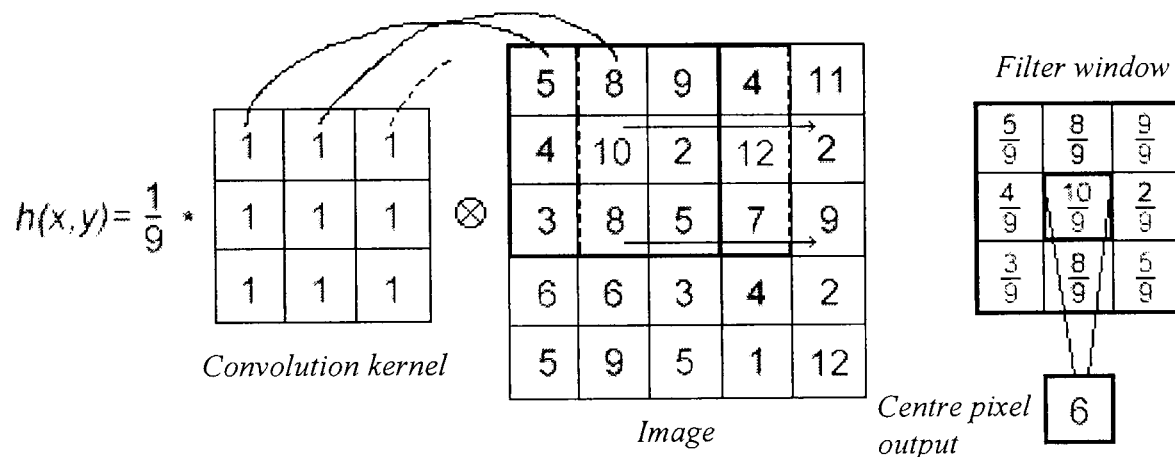 5 8 9 4 11
Filter window
1 1 1
4 10 2 12 2
5/9 8/9 9/9
h(x,y)= 1/9 *
1 1 1
⊗
3 8 5 7 9
4/9 10/9 2/9
1 1 1
6 6 3 4 2
3/9 8/9 5/9
Convolution kernel
5 9 5 1 12
Image
Centre pixel
output
6